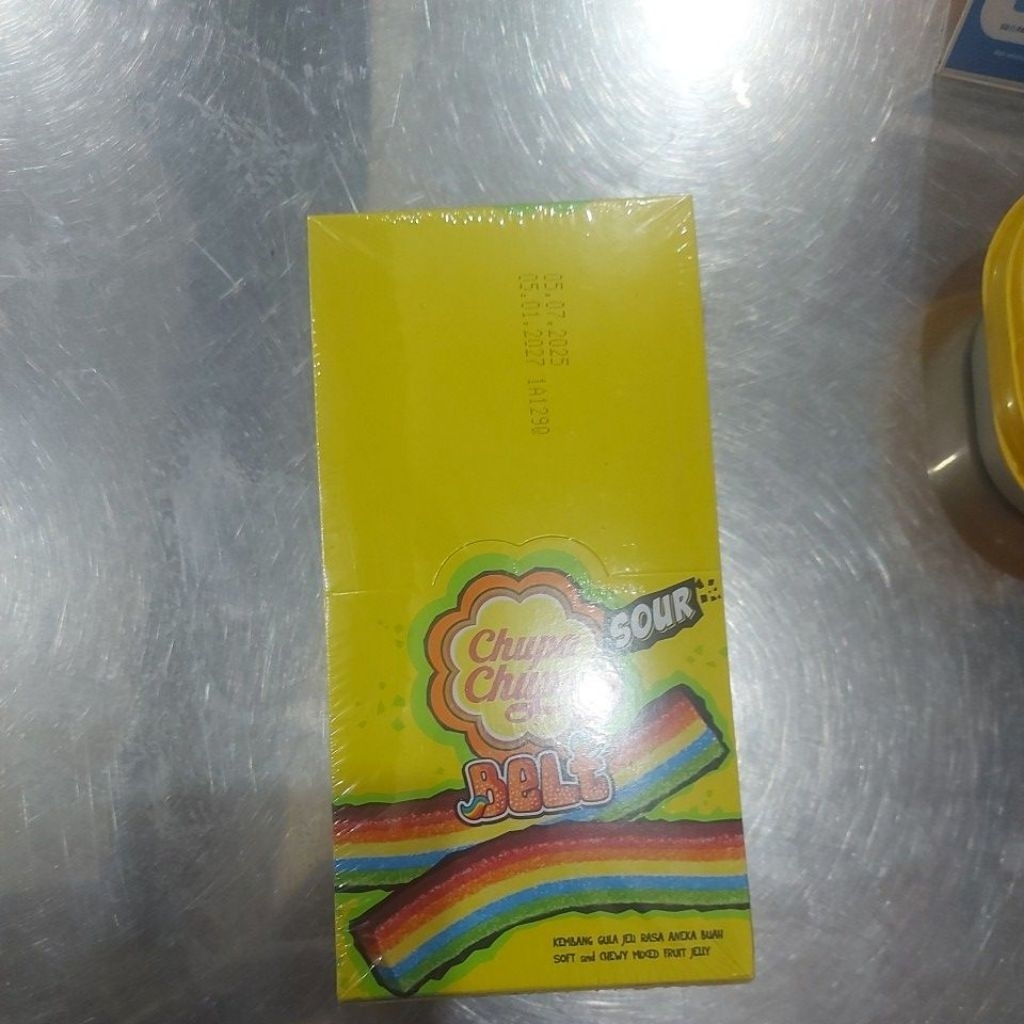 05.07.2025
05.01.2027 1A1290
SOUR
Chupa
Chups
BELT
KEMBANG GULA JELI RASA ANEKA BUAH
SOFT and CHEWY MIXED FRUIT JELLY